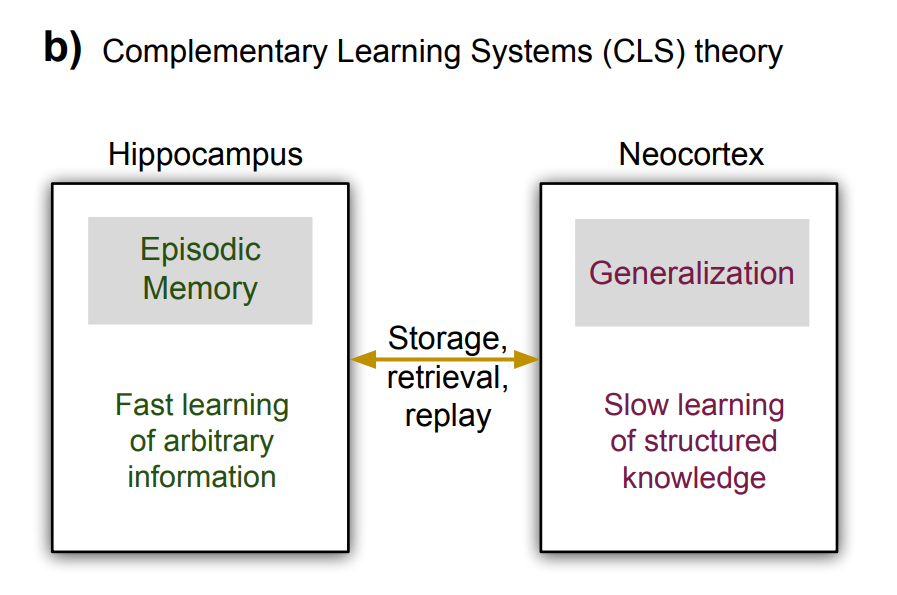 b) Complementary Learning Systems (CLS) theory
Hippocampus
Episodic
Memory
Fast learning
of arbitrary
information
Storage,
retrieval,
replay
Neocortex
Generalization
Slow learning
of structured
knowledge